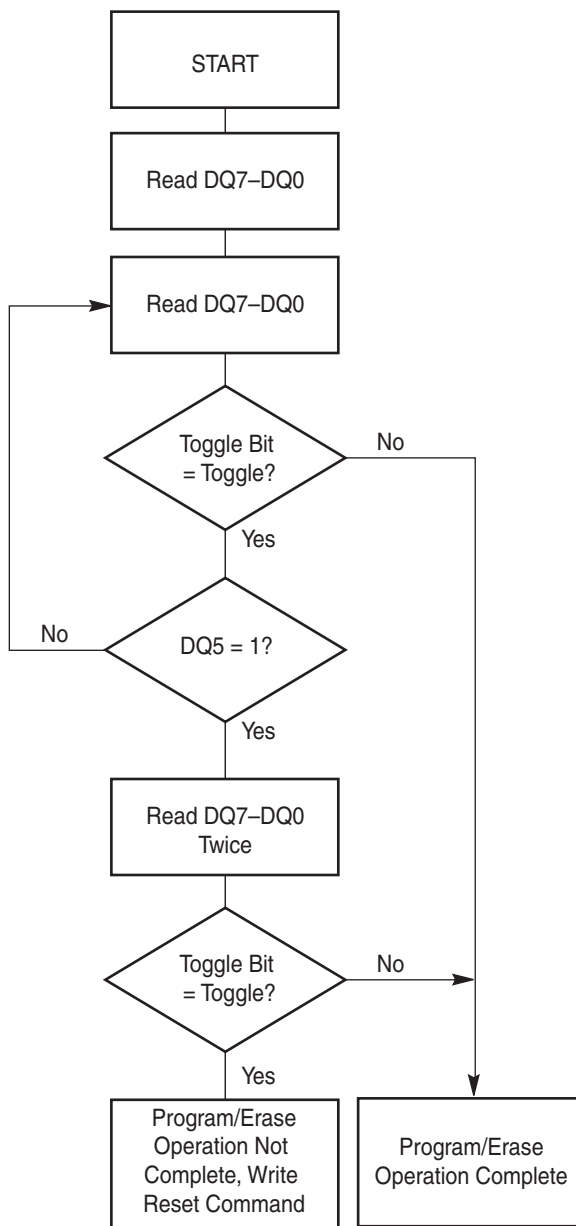 START
Read DQ7–DQ0
Read DQ7–DQ0
Toggle Bit
= Toggle?
No
Yes
No
DQ5 = 1?
Yes
Read DQ7–DQ0
Twice
Toggle Bit
= Toggle?
No
Yes
Program/Erase
Operation Not
Complete, Write
Reset Command
Program/Erase
Operation Complete